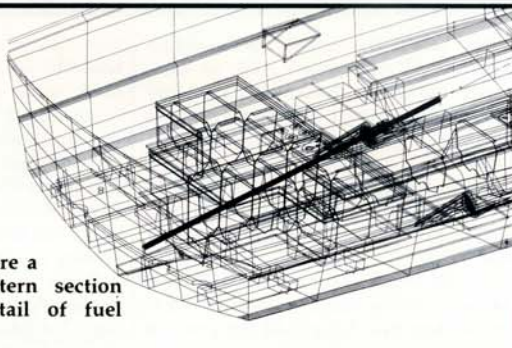 re a
tern section
tail of fuel